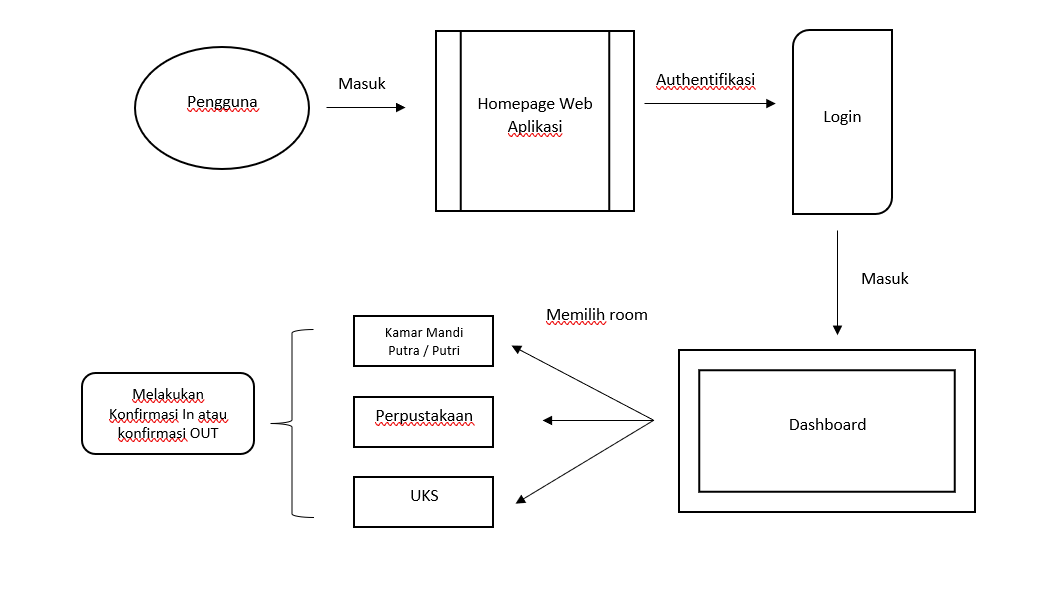 Pengguna
Masuk
Homepage Web
Aplikasi
Authentifikasi
Login
Masuk
Dashboard
Memilih room
Kamar Mandi
Putra / Putri
Perpustakaan
UKS
Melakukan
Konfirmasi In atau
konfirmasi OUT